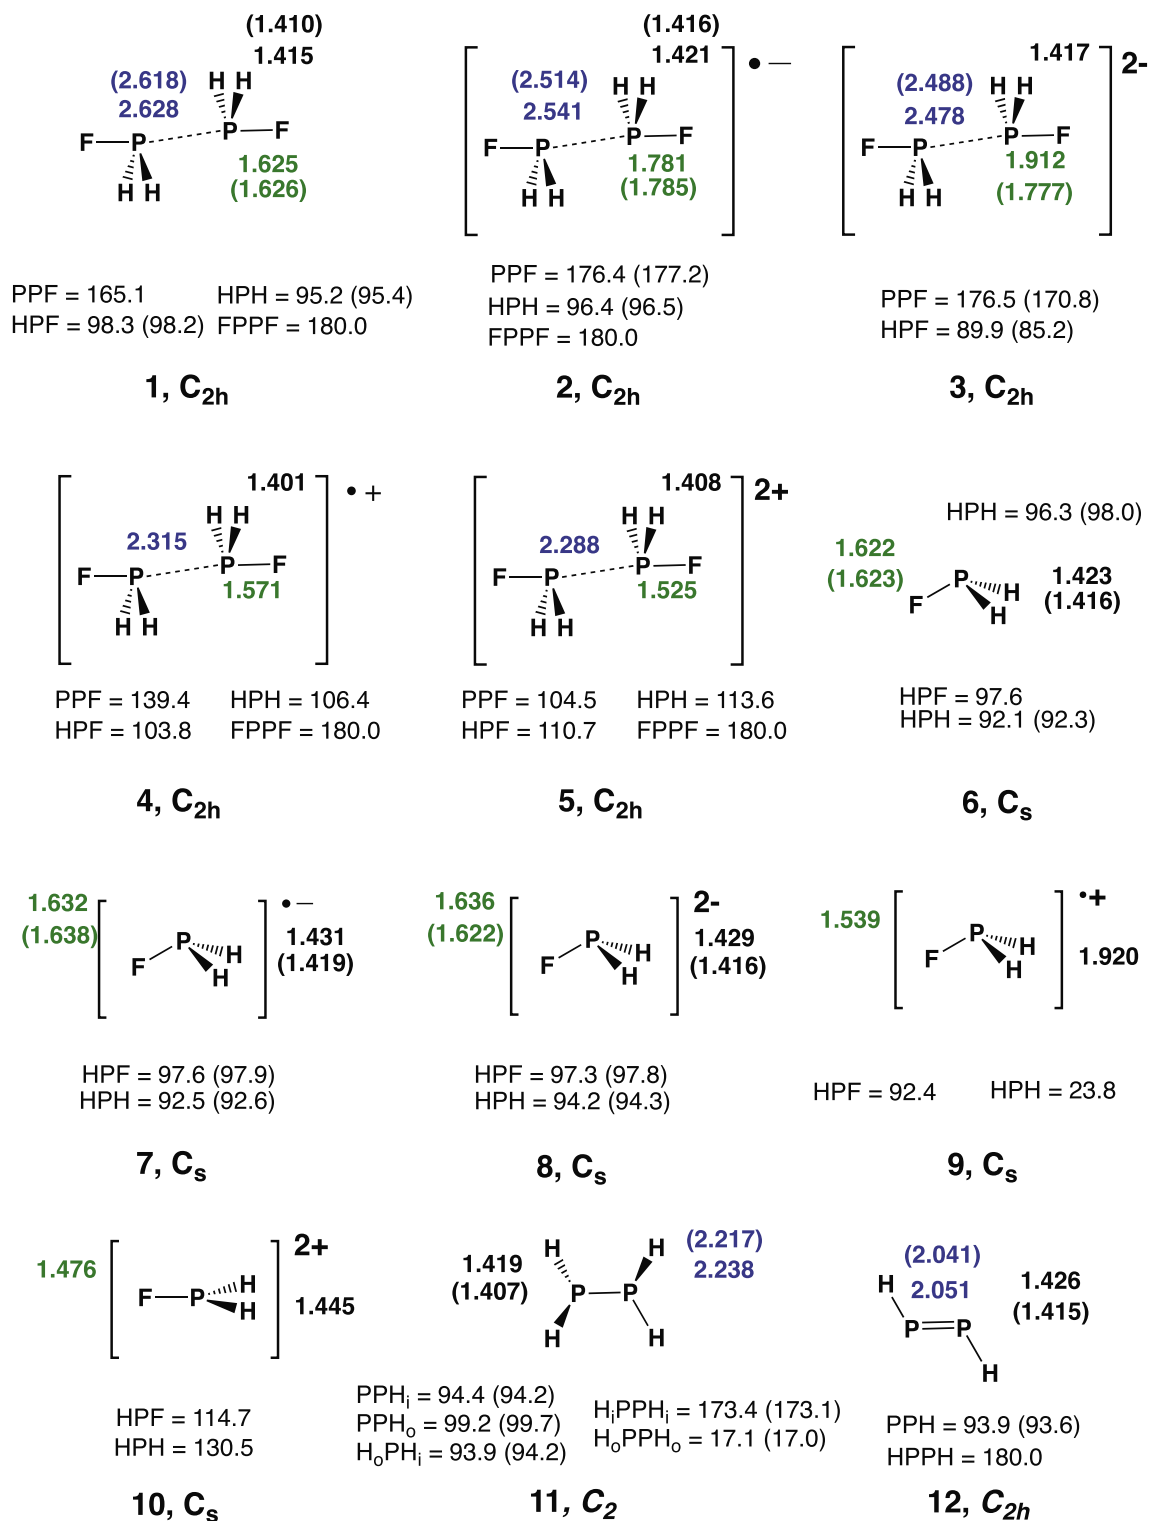 (1.410)
1.415
(2.618)
2.628
H H
F P P F
H H
1.625
(1.626)
PPF = 165.1 HPH = 95.2 (95.4)
HPF = 98.3 (98.2) FPPF = 180.0
1, C2h
(1.416)
1.421
• —
(2.514)
2.541
H H
F P P F
H H
1.781
(1.785)
PPF = 176.4 (177.2)
HPH = 96.4 (96.5)
FPPF = 180.0
2, C2h
1.417
2-
(2.488)
2.478
H H
F P P F
H H
1.912
(1.777)
PPF = 176.5 (170.8)
HPF = 89.9 (85.2)
3, C2h
1.401
• +
2.315
H H
F P P F
H H
1.571
PPF = 139.4 HPH = 106.4
HPF = 103.8 FPPF = 180.0
4, C2h
1.408
2+
2.288
H H
F P P F
H H
1.525
PPF = 104.5 HPH = 113.6
HPF = 110.7 FPPF = 180.0
5, C2h
HPH = 96.3 (98.0)
1.622
(1.623)
F P H H
1.423
(1.416)
HPF = 97.6
HPH = 92.1 (92.3)
6, Cs
1.632
(1.638)
• —
F P H H
1.431
(1.419)
HPF = 97.6 (97.9)
HPH = 92.5 (92.6)
7, Cs
1.636
(1.622)
2-
F P H H
1.429
(1.416)
HPF = 97.3 (97.8)
HPH = 94.2 (94.3)
8, Cs
1.539
•+
F P H H
1.920
HPF = 92.4 HPH = 23.8
9, Cs
1.476
2+
F P H H
1.445
HPF = 114.7
HPH = 130.5
10, Cs
1.419
(1.407)
(2.217)
2.238
H H
P P
H H
PPHi = 94.4 (94.2)
PPHo = 99.2 (99.7)
HoPHi = 93.9 (94.2)
HiPPHi = 173.4 (173.1)
HoPPHo = 17.1 (17.0)
11, C2
(2.041)
2.051
H
P P
H
1.426
(1.415)
PPH = 93.9 (93.6)
HPPH = 180.0
12, C2h